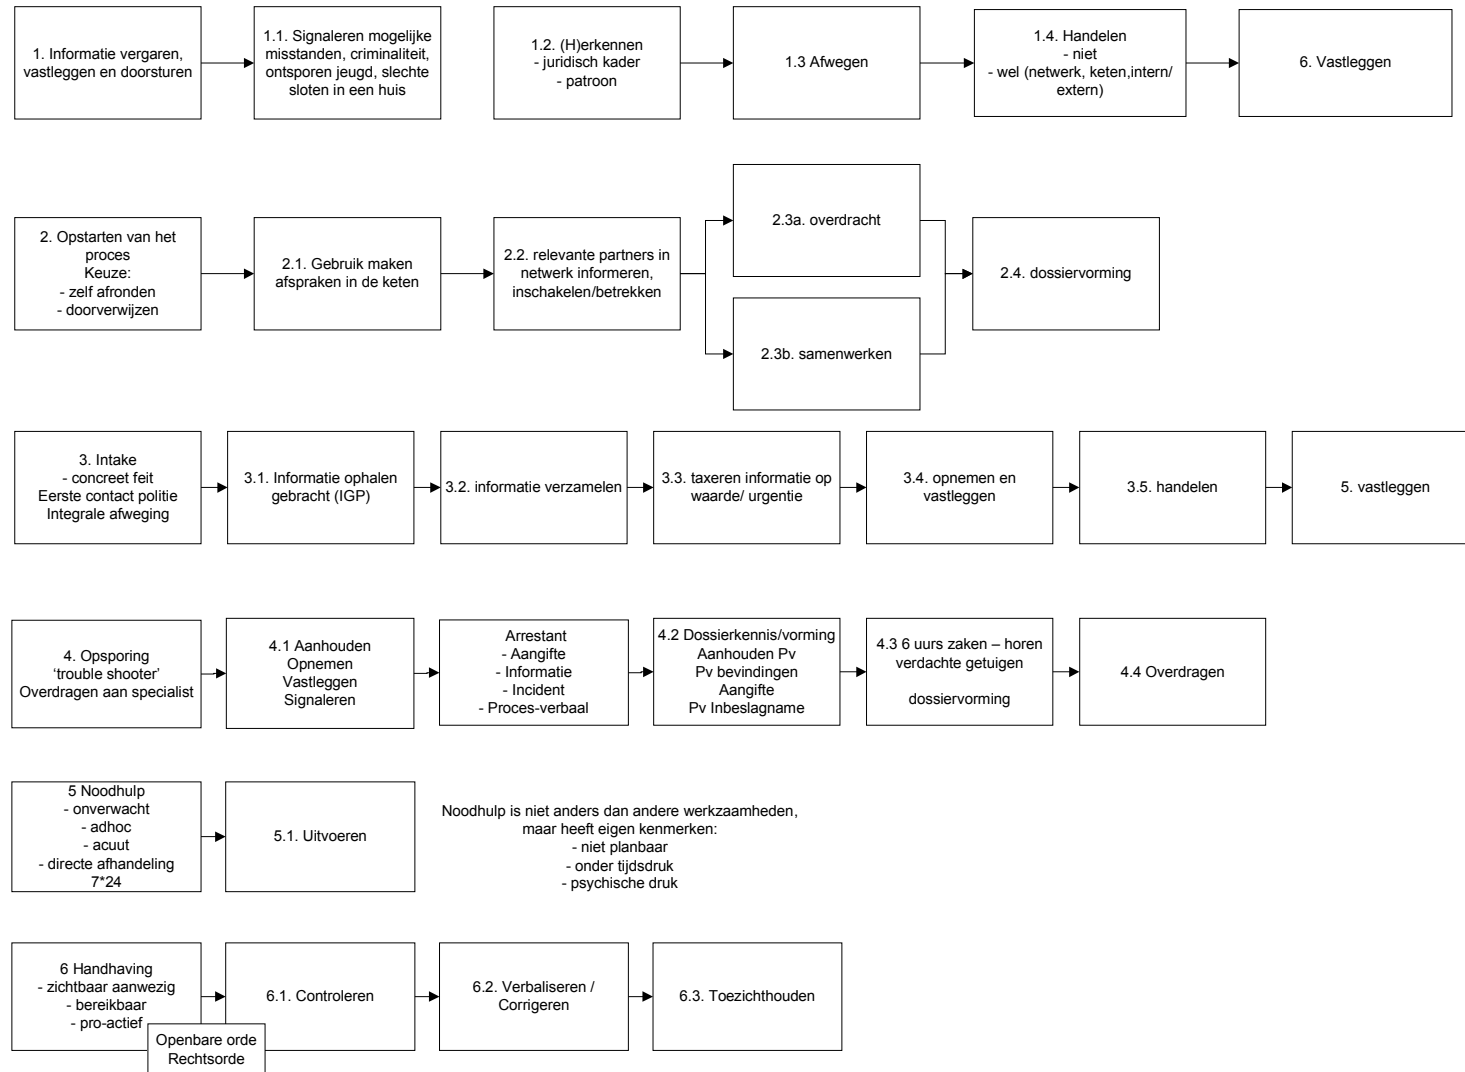 1. Informatie vergaren,
vastleggen en doorsturen
1.1. Signaleren mogelijke
misstanden, criminaliteit,
ontsporen jeugd, slechte
sloten in een huis
1.2. (H)erkennen
- juridisch kader
- patroon
1.3 Afwegen
1.4. Handelen
- niet
- wel (netwerk, keten,intern/
extern)
6. Vastleggen
2. Opstarten van het
proces
Keuze:
- zelf afronden
- doorverwijzen
2.1. Gebruik maken
afspraken in de keten
2.2. relevante partners in
netwerk informeren,
inschakelen/betrekken
2.3a. overdracht
2.3b. samenwerken
2.4. dossiervorming
3. Intake
- concreet feit
Eerste contact politie
Integrale afweging
3.1. Informatie ophalen
gebracht (IGP)
3.2. informatie verzamelen
3.3. taxeren informatie op
waarde/ urgentie
3.4. opnemen en
vastleggen
3.5. handelen
5. vastleggen
4. Opsporing
‘trouble shooter’
Overdragen aan specialist
4.1 Aanhouden
Opnemen
Vastleggen
Signaleren
Arrestant
- Aangifte
- Informatie
- Incident
- Proces-verbaal
4.2 Dossierkennis/vorming
Aanhouden Pv
Pv bevindingen
Aangifte
Pv Inbeslagname
4.3 6 uurs zaken – horen
verdachte getuigen
dossiervorming
4.4 Overdragen
5 Noodhulp
- onverwacht
- adhoc
- acuut
- directe afhandeling
7*24
5.1. Uitvoeren
Noodhulp is niet anders dan andere werkzaamheden,
maar heeft eigen kenmerken:
- niet planbaar
- onder tijdsdruk
- psychische druk
6 Handhaving
- zichtbaar aanwezig
- bereikbaar
- pro-actief
Openbare orde
Rechtsorde
6.1. Controleren
6.2. Verbaliseren /
Corrigeren
6.3. Toezichthouden